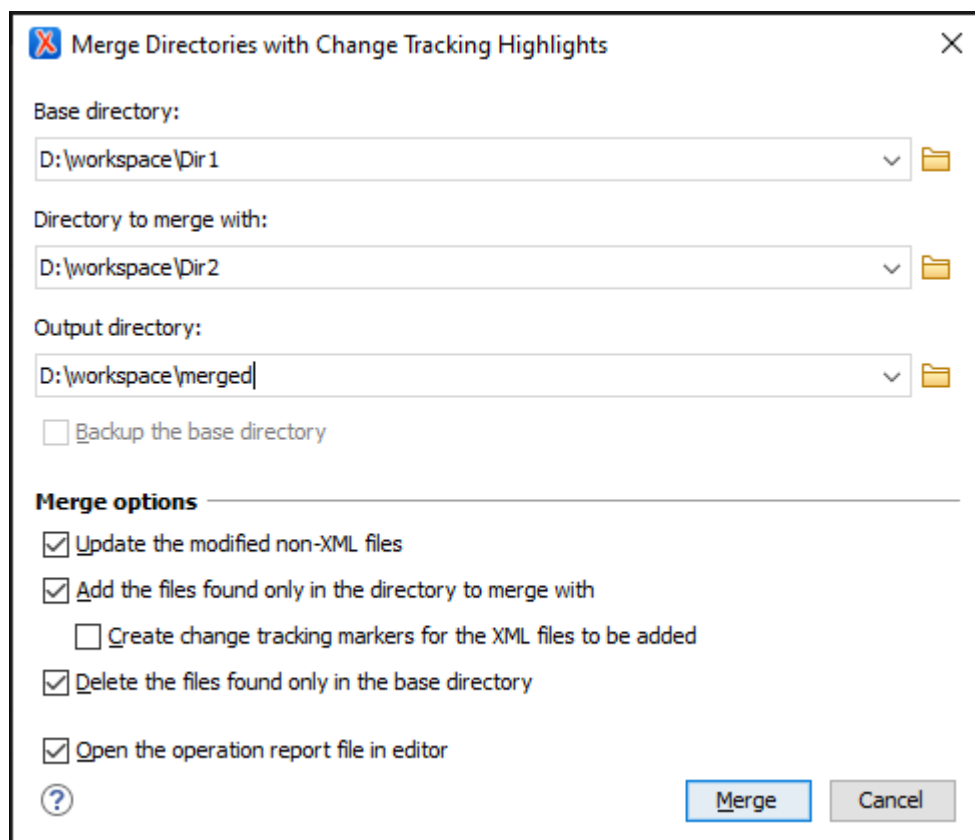 Merge Directories with Change Tracking Highlights
Base directory:
D:\workspace\Dir1
Directory to merge with:
D:\workspace\Dir2
Output directory:
D:\workspace\merged
Backup the base directory
Merge options
Update the modified non-XML files
Add the files found only in the directory to merge with
Create change tracking markers for the XML files to be added
Delete the files found only in the base directory
Open the operation report file in editor
? Merge Cancel